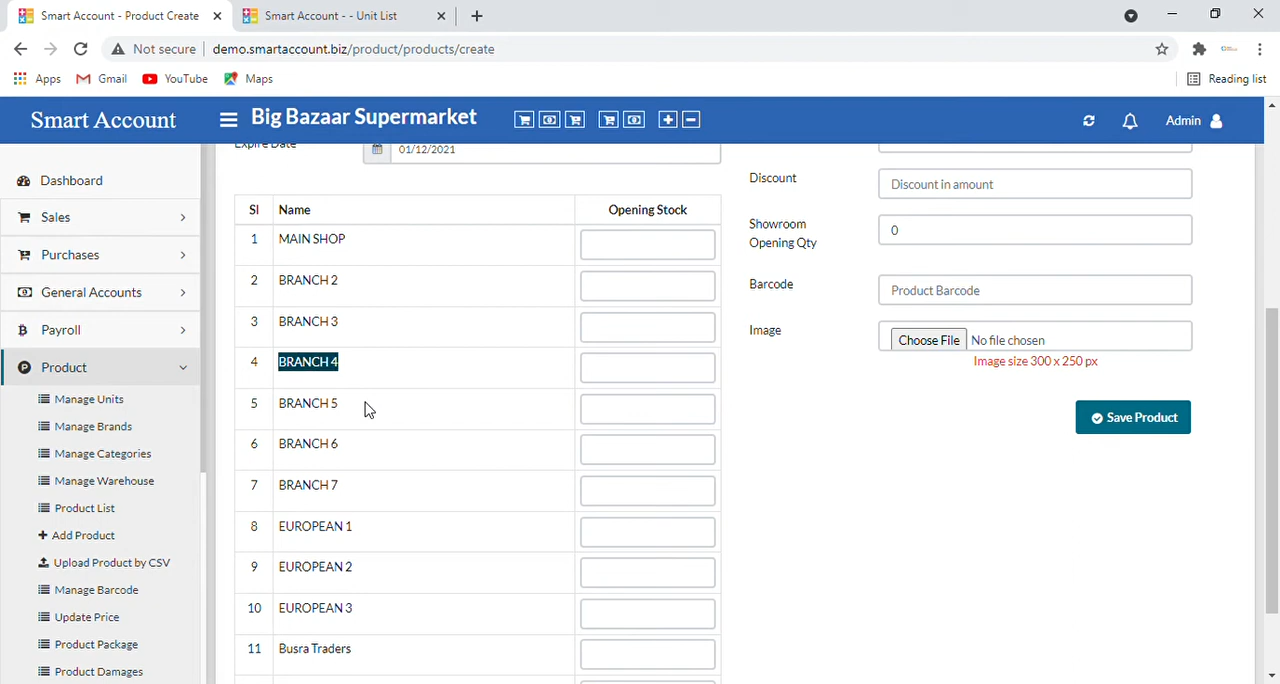 Smart Account - Product Create
Smart Account - - Unit List
Not secure
demo.smartaccount.biz/product/products/create
Apps
Gmail
YouTube
Maps
Reading list
Smart Account
Big Bazaar Supermarket
Admin
Dashboard
Sales
Purchases
General Accounts
Payroll
Product
Manage Units
Manage Brands
Manage Categories
Manage Warehouse
Product List
Add Product
Upload Product by CSV
Manage Barcode
Update Price
Product Package
Product Damages
Expire Date
01/12/2021
Sl Name Opening Stock
1 MAIN SHOP
2 BRANCH 2
3 BRANCH 3
4 BRANCH 4
5 BRANCH 5
6 BRANCH 6
7 BRANCH 7
8 EUROPEAN 1
9 EUROPEAN 2
10 EUROPEAN 3
11 Busra Traders
Discount
Discount in amount
Showroom
Opening Qty
0
Barcode
Product Barcode
Image
Choose File No file chosen
Image size 300 x 250 px
Save Product